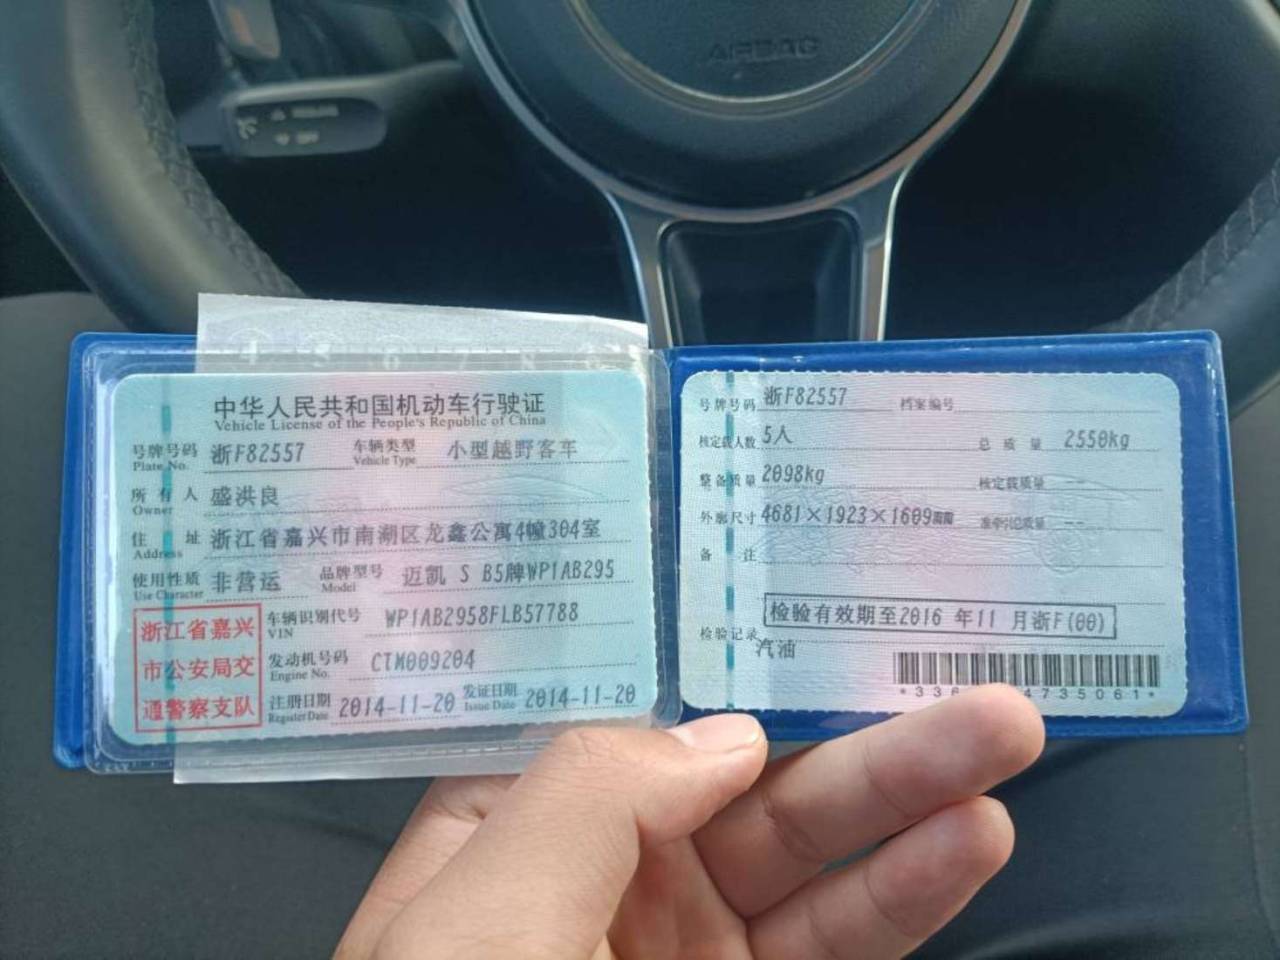 AIRBAG
4 5 6 7 8
中华人民共和国机动车行驶证
Vehicle License of the People's Republic of China
号牌号码 浙F82557 车辆类型 小型越野客车
Plate No. Vehicle Type
所有人 盛洪良
Owner
住址 浙江省嘉兴市南湖区龙鑫公寓4幢304室
Address
使用性质 非营运 品牌型号 迈凯 S B5牌WP1AB295
Use Character Model
浙江省嘉兴
市公安局交
通警察支队
车辆识别代号 WP1AB2958FLB57788
VIN
发动机号码 CTM009204
Engine No.
注册日期 2014-11-20 发证日期 2014-11-20
Register Date Issue Date
号牌号码 浙F82557 档案编号
核定载人数 5人 总质量 2550kg
整备质量 2098kg 核定载质量 --
外廓尺寸 4681×1923×1609 准牵引总质量 --
备注
检验有效期至2016 年11 月浙F(00)
检验记录
汽油
*336 4735061*